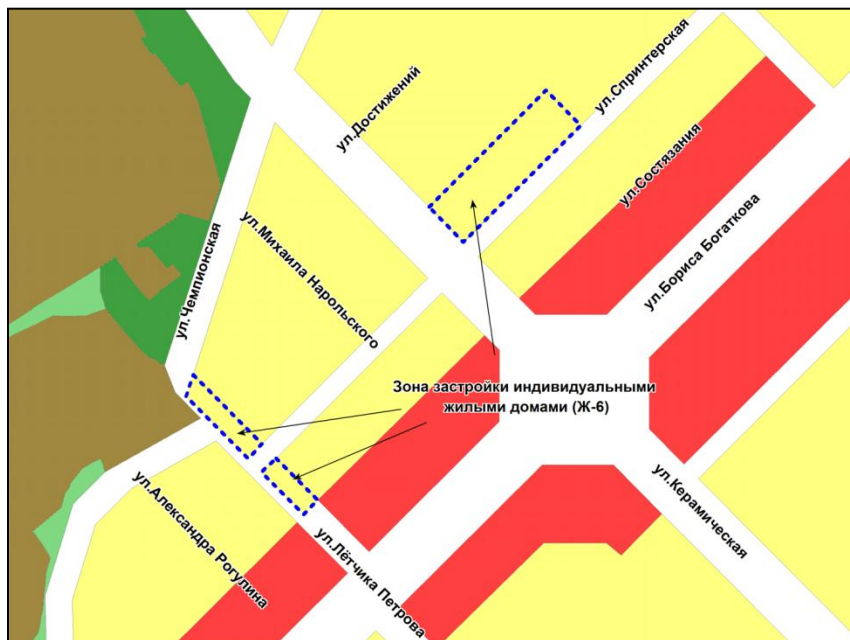 ул.Спринтерская
ул.Достижений
ул.Состязания
ул.Бориса Богаткова
ул.Михаила Нарольского
ул.Чемпионская
Зона застройки индивидуальными
жилыми домами (Ж-6)
ул.Керамическая
ул.Александра Рогулина
ул.Лётчика Петрова